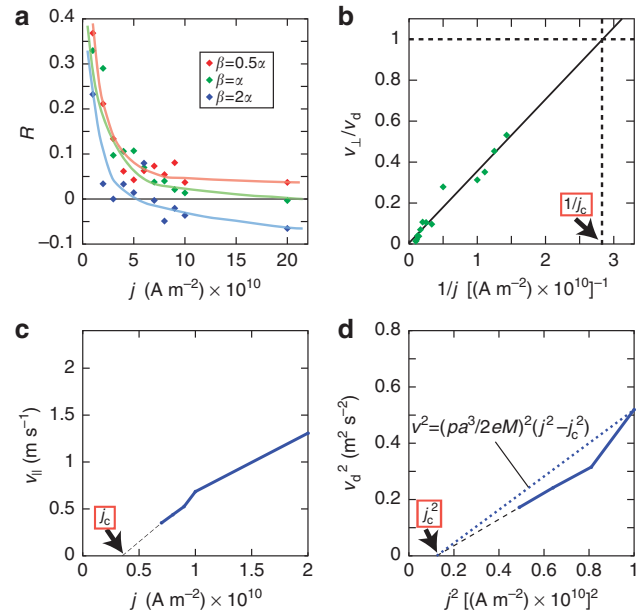 a
0.4
0.3
0.2
0.1
0
−0.1
R
β=0.5α
β=α
β=2α
0 5 10 15 20
j (A m⁻²) × 10¹⁰
b
1
0.8
0.6
0.4
0.2
0
v⊥/vd
1/jc
0 1 2 3
1/j [(A m⁻²) × 10¹⁰]⁻¹
c
2
1.5
1
0.5
0
v|| (m s⁻¹)
jc
0 0.5 1.0 1.5 2.0
j (A m⁻²) × 10¹⁰
d
0.8
0.6
0.4
0.2
0
vd² (m² s⁻²)
v²=(pa³/2eM)²(j²−jc²)
jc²
0 0.2 0.4 0.6 0.8 1
j² [(A m⁻²) × 10¹⁰]²